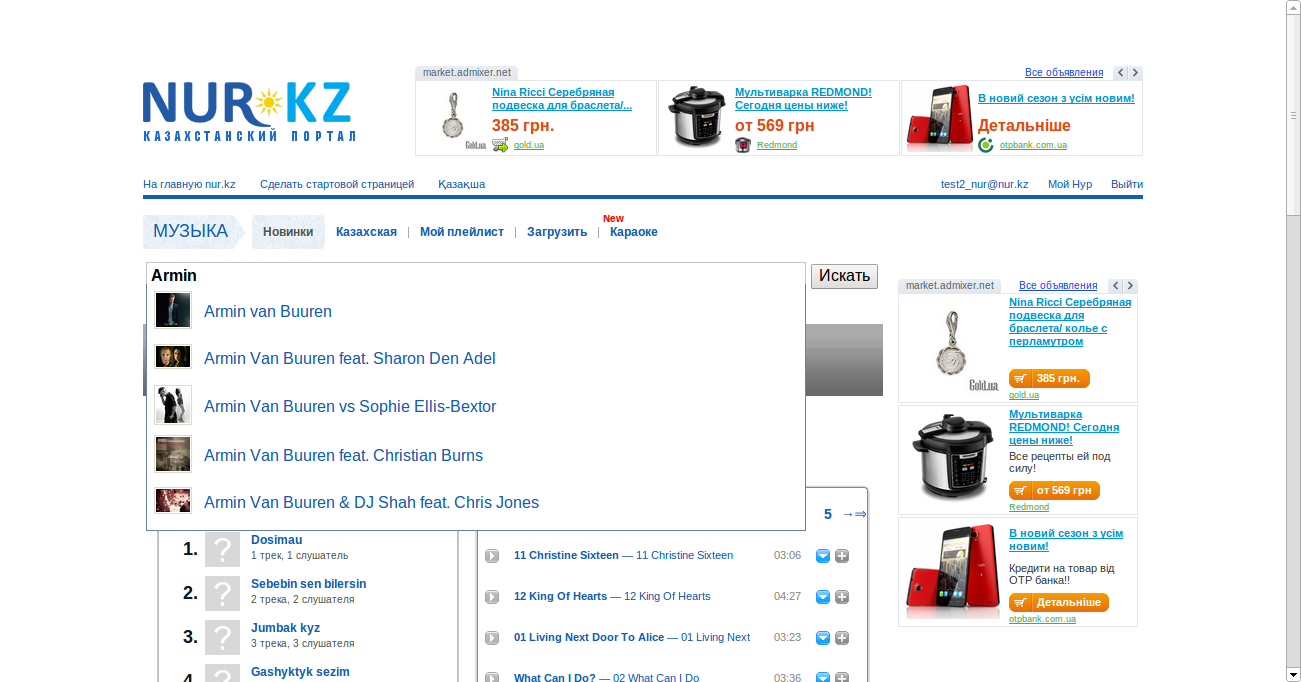 NUR KZ
КАЗАХСТАНСКИЙ ПОРТАЛ
market.admixer.net
Все объявления
Nina Ricci Серебряная
подвеска для браслета/...
385 грн.
Gold.ua
gold.ua
Мультиварка REDMOND!
Сегодня цены ниже!
от 569 грн
Redmond
В новий сезон з усім новим!
Детальніше
otpbank.com.ua
На главную nur.kz
Сделать стартовой страницей
Қазақша
test2_nur@nur.kz
Мой Нур
Выйти
МУЗЫКА
Новинки
Казахская
Мой плейлист
Загрузить
New
Караоке
Armin
Искать
Armin van Buuren
Armin Van Buuren feat. Sharon Den Adel
Armin Van Buuren vs Sophie Ellis-Bextor
Armin Van Buuren feat. Christian Burns
Armin Van Buuren & DJ Shah feat. Chris Jones
1.
Dosimau
1 трек, 1 слушатель
2.
Sebebin sen bilersin
2 трека, 2 слушателя
3.
Jumbak kyz
3 трека, 3 слушателя
4.
Gashyktyk sezim
5 →⇒
11 Christine Sixteen — 11 Christine Sixteen 03:06
12 King Of Hearts — 12 King Of Hearts 04:27
01 Living Next Door To Alice — 01 Living Next 03:23
What Can I Do? — 02 What Can I Do 03:36
market.admixer.net
Все объявления
Nina Ricci Серебряная
подвеска для
браслета/ колье с
перламутром
Gold.ua
385 грн.
gold.ua
Мультиварка
REDMOND! Сегодня
цены ниже!
Все рецепты ей под
силу!
от 569 грн
Redmond
В новий сезон з усім
новим!
Кредити на товар від
ОТР банка!!
Детальніше
otpbank.com.ua